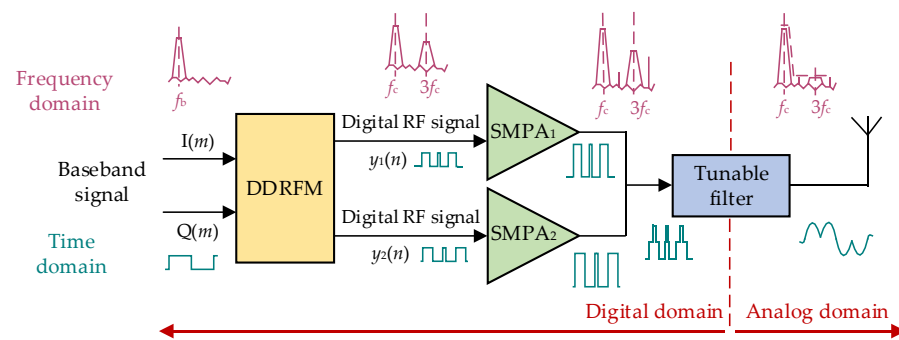 Frequency
domain
fb
fc
3fc
fc
3fc
fc
3fc
Baseband
signal
I(m)
Q(m)
DDRFM
Digital RF signal
y1(n)
Digital RF signal
y2(n)
SMPA1
SMPA2
Tunable
filter
Time
domain
Digital domain
Analog domain